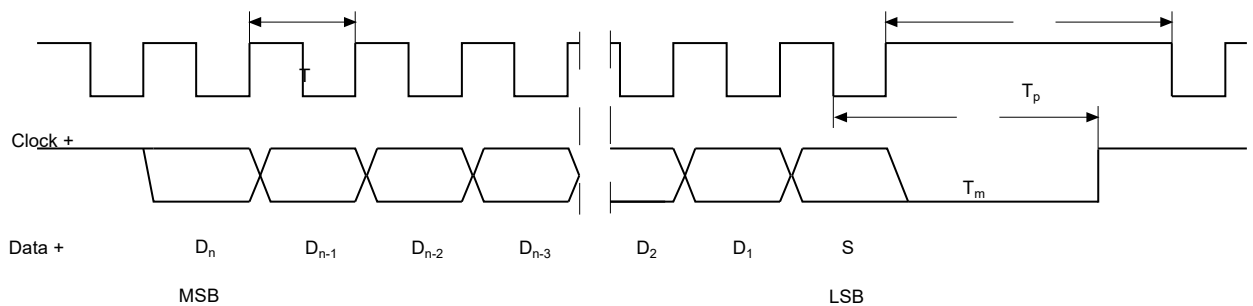 T
T_p
Clock +
T_m
Data + D_n D_n-1 D_n-2 D_n-3 D_2 D_1 S
MSB LSB